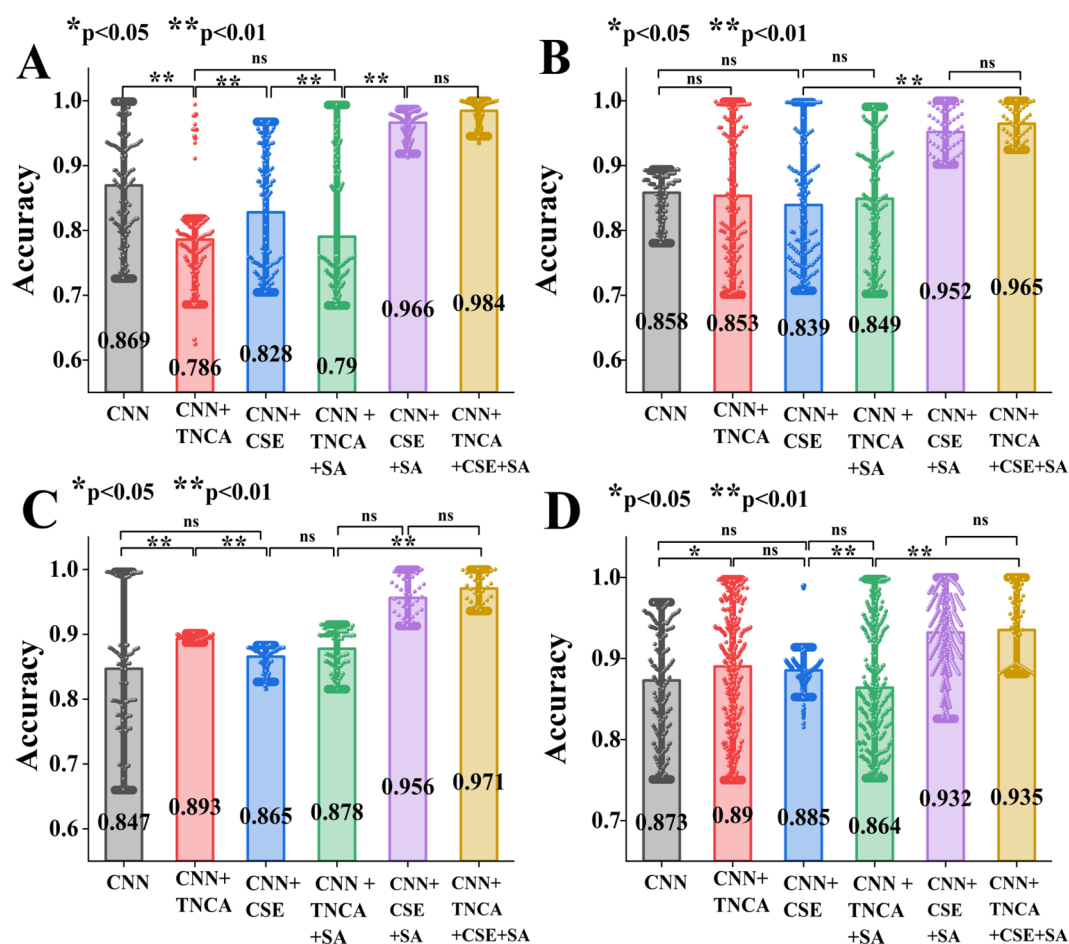 *p<0.05 **p<0.01
A
ns
** ** ** ** ns
Accuracy
1.0
0.9
0.8
0.7
0.6
0.869 0.786 0.828 0.79 0.966 0.984
CNN CNN+ CNN+ CNN + CNN+ CNN+
TNCA CSE TNCA CSE TNCA
+SA +SA +CSE+SA
*p<0.05 **p<0.01
B
ns ns ns
ns **
Accuracy
1.0
0.9
0.8
0.7
0.6
0.858 0.853 0.839 0.849 0.952 0.965
CNN CNN+ CNN+ CNN + CNN+ CNN+
TNCA CSE TNCA CSE TNCA
+SA +SA +CSE+SA
*p<0.05 **p<0.01
C
ns ns ns
** ** ns **
Accuracy
1.0
0.9
0.8
0.7
0.6
0.847 0.893 0.865 0.878 0.956 0.971
CNN CNN+ CNN+ CNN + CNN+ CNN+
TNCA CSE TNCA CSE TNCA
+SA +SA +CSE+SA
*p<0.05 **p<0.01
D
ns ns ns
* ns ** **
Accuracy
1.0
0.9
0.8
0.7
0.873 0.89 0.885 0.864 0.932 0.935
CNN CNN+ CNN+ CNN + CNN+ CNN+
TNCA CSE TNCA CSE TNCA
+SA +SA +CSE+SA